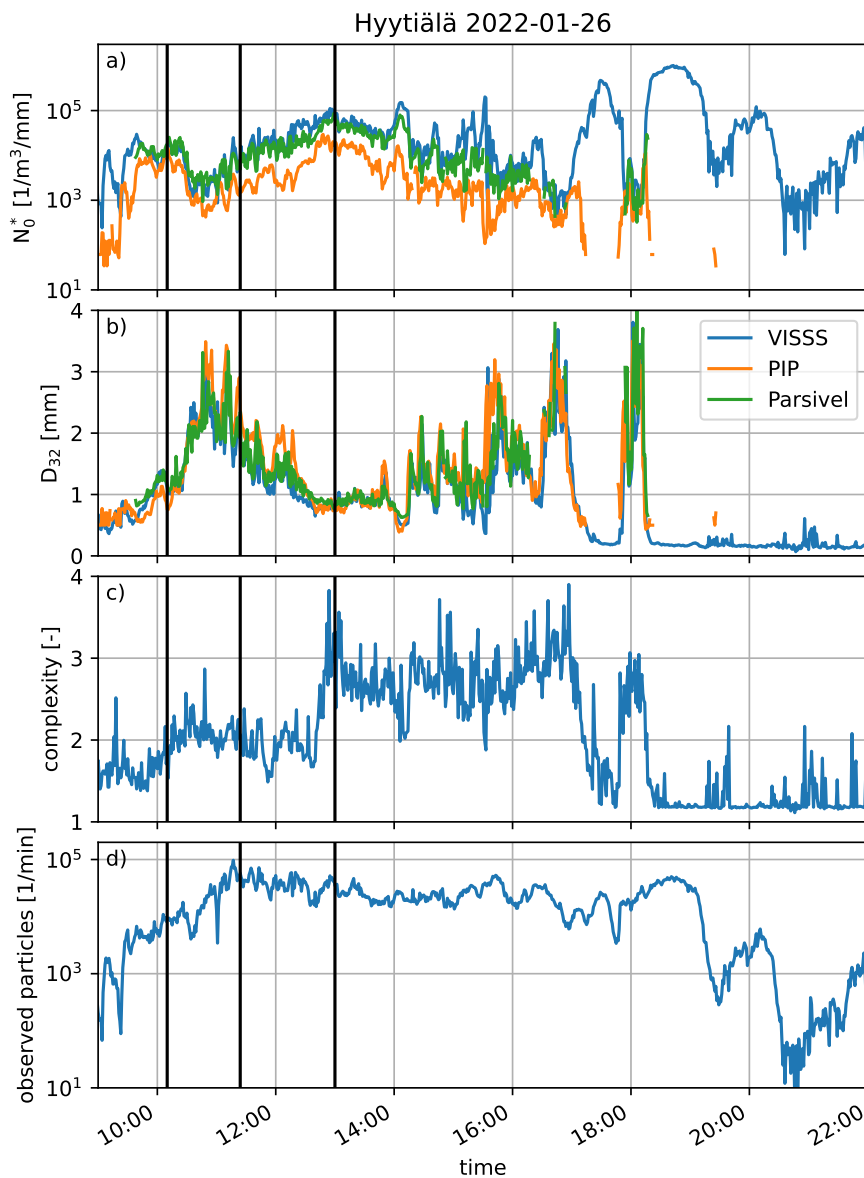 Hyytiälä 2022-01-26
a)
10⁵
10³
10¹
N₀* [1/m³/mm]
b)
4
3
2
1
0
D₃₂ [mm]
VISSS
PIP
Parsivel
c)
4
3
2
1
complexity [-]
d)
10⁵
10³
10¹
observed particles [1/min]
10:00 12:00 14:00 16:00 18:00 20:00 22:00
time